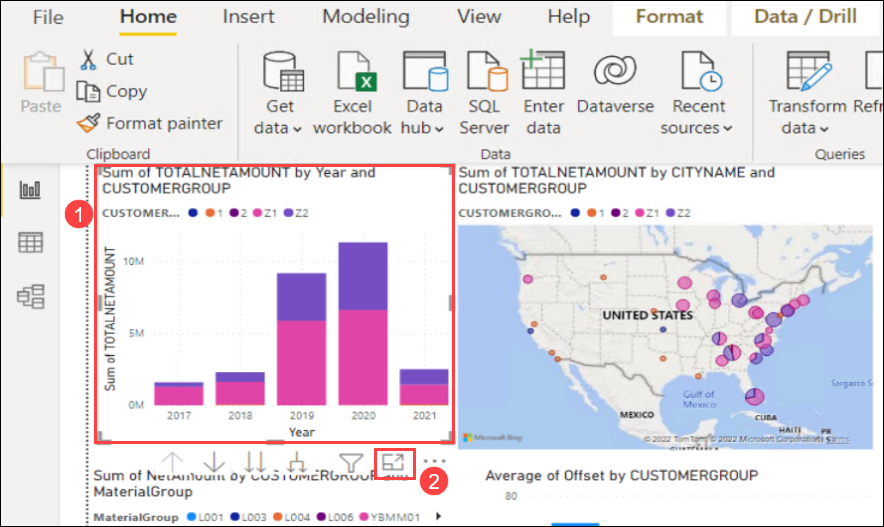 File Home Insert Modeling View Help Format Data / Drill
Paste
Cut
Copy
Format painter
Clipboard
Get data
Excel workbook
Data hub
SQL Server
Enter data
Dataverse
Recent sources
Data
Transform data
Refr
Queries
1
Sum of TOTALNETAMOUNT by Year and
CUSTOMERGROUP
CUSTOMER... 1 2 Z1 Z2
Sum of TOTALNETAMOUNT
10M
5M
0M
2017 2018 2019 2020 2021
Year
2
Sum of TOTALNETAMOUNT by CITYNAME and
CUSTOMERGROUP
CUSTOMERGRO... 1 2 Z1 Z2
UNITED STATES
Gulf of
Mexico
Sargasso S
MEXICO
CUBA
HAITI
PR
Microsoft Bing
© 2022 TomTom, © 2022 Microsoft Corporation Terms
GUATEMALA
Sum of NetAmount by CUSTOMERGROUP and
MaterialGroup
MaterialGroup L001 L003 L004 L006 YBMM01
Average of Offset by CUSTOMERGROUP
80